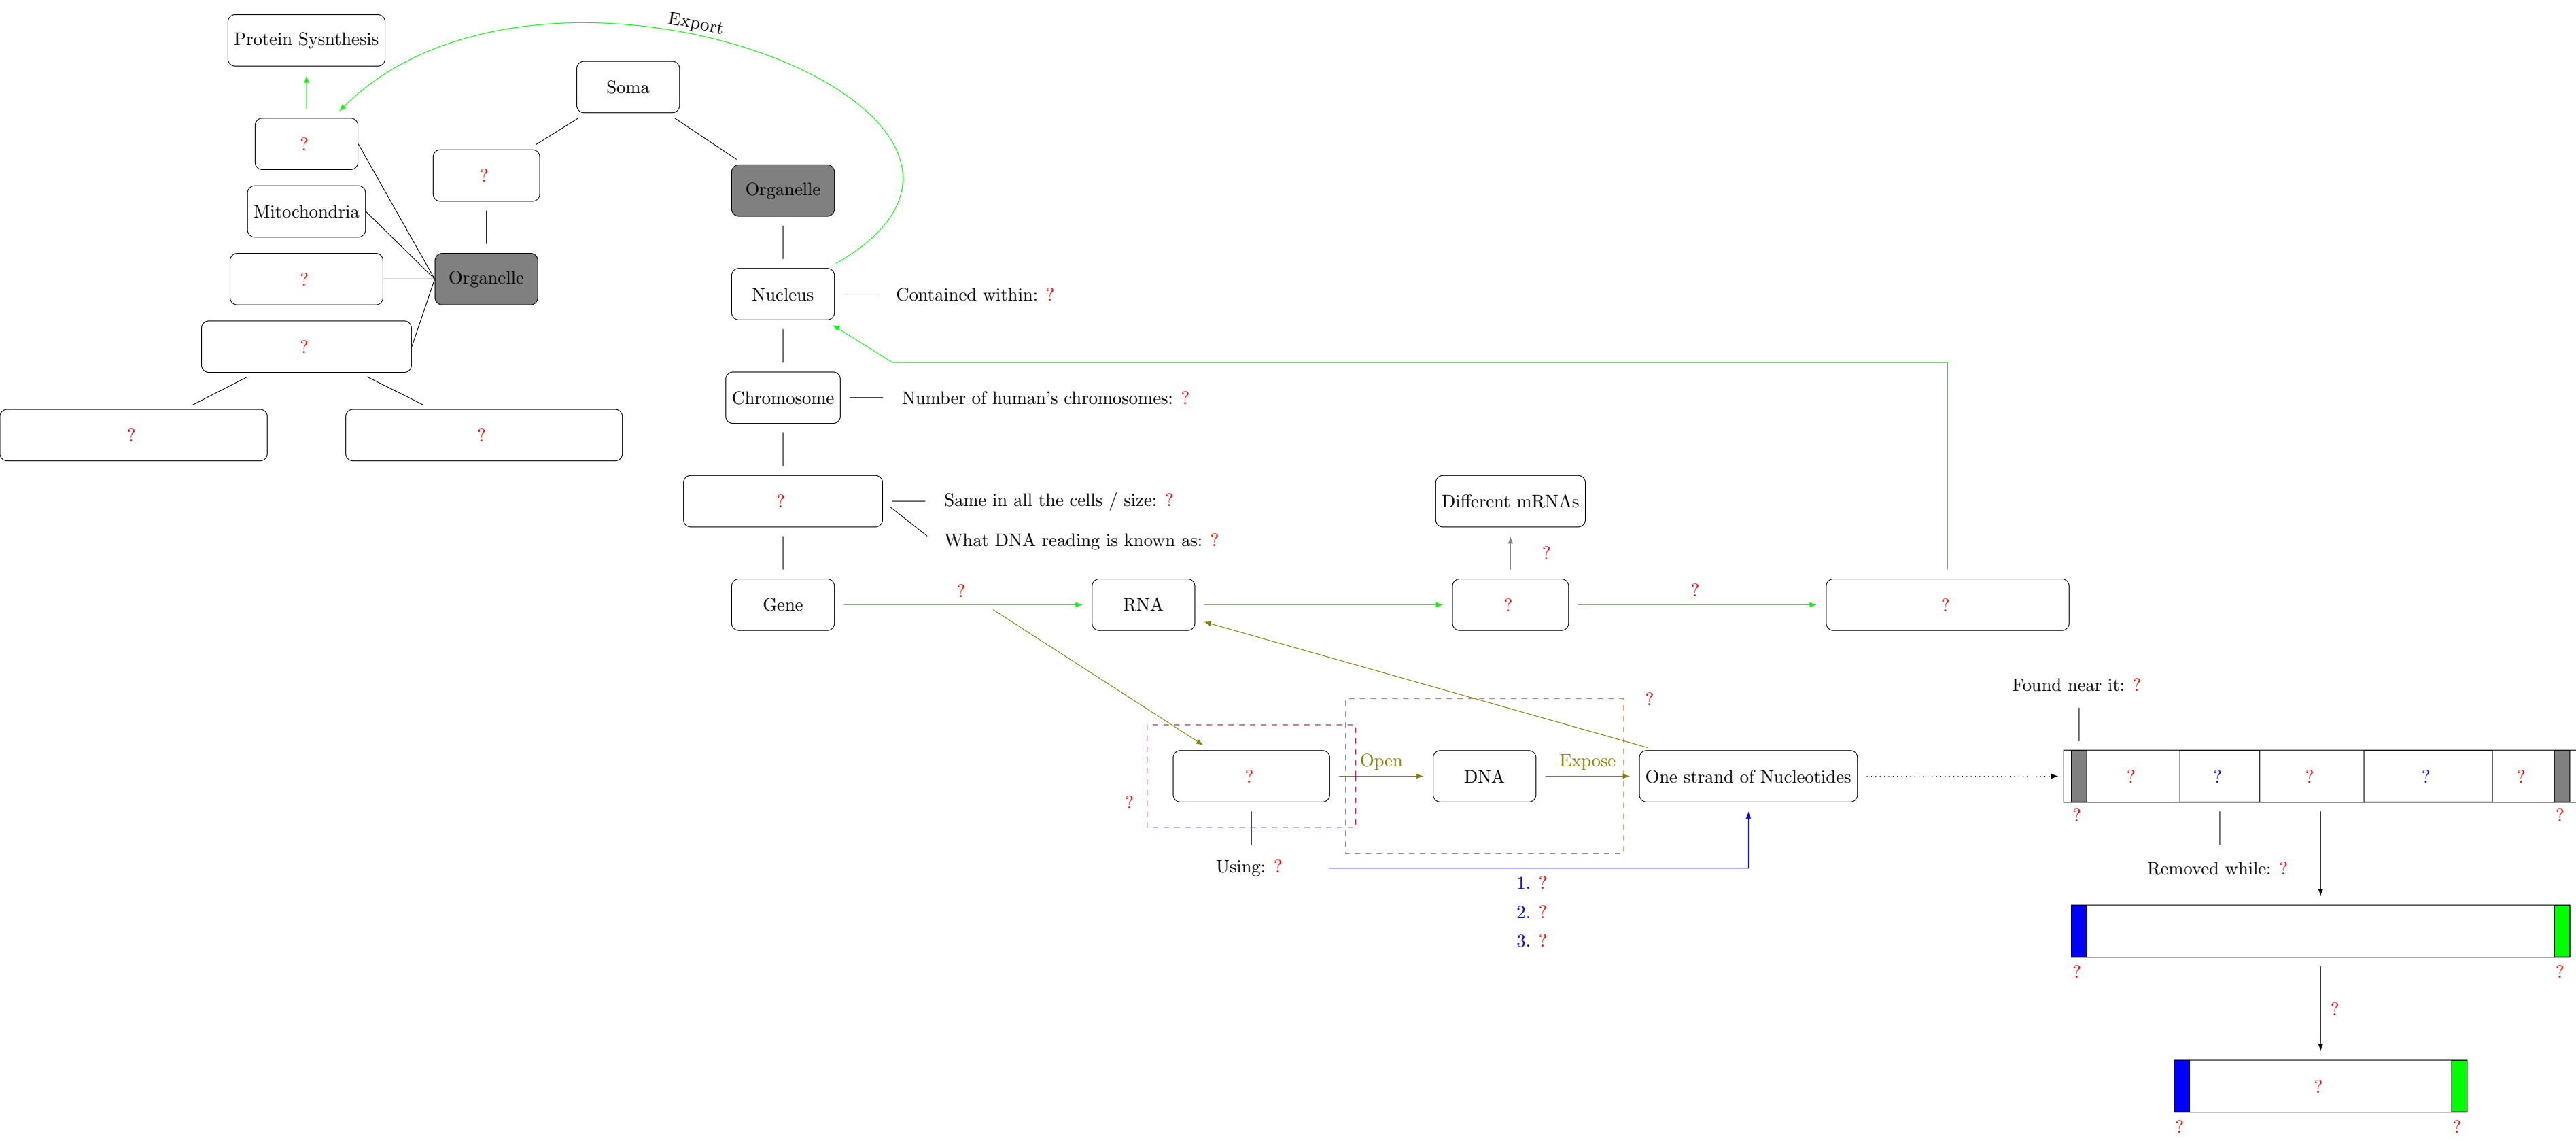 Export
Protein Sysnthesis
Soma
?
?
Organelle
Mitochondria
?
Organelle
Nucleus
Contained within: ?
?
Chromosome
Number of human's chromosomes: ?
?
?
?
Same in all the cells / size: ?
What DNA reading is known as: ?
Different mRNAs
?
Gene
?
RNA
?
?
?
Found near it: ?
?
?
?
Open
DNA
Expose
One strand of Nucleotides
?
?
?
?
?
?
?
Using: ?
Removed while: ?
1. ?
2. ?
3. ?
?
?
?
?
?
?